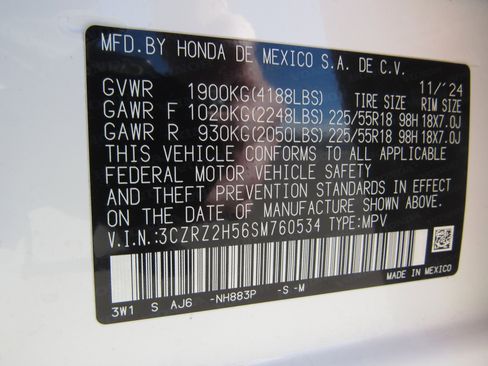 MFD.BY HONDA DE MEXICO S.A. DE C.V.
11/'24
GVWR 1900KG(4188LBS) TIRE SIZE RIM SIZE
GAWR F 1020KG(2248LBS) 225/55R18 98H 18X7.0J
GAWR R 930KG(2050LBS) 225/55R18 98H 18X7.0J
THIS VEHICLE CONFORMS TO ALL APPLICABLE
FEDERAL MOTOR VEHICLE SAFETY
AND THEFT PREVENTION STANDARDS IN EFFECT
ON THE DATE OF MANUFACTURE SHOWN ABOVE.
V.I.N.:3CZRZ2H56SM760534 TYPE:MPV
MADE IN MEXICO
3W1 S AJ6 -NH883P -S -M